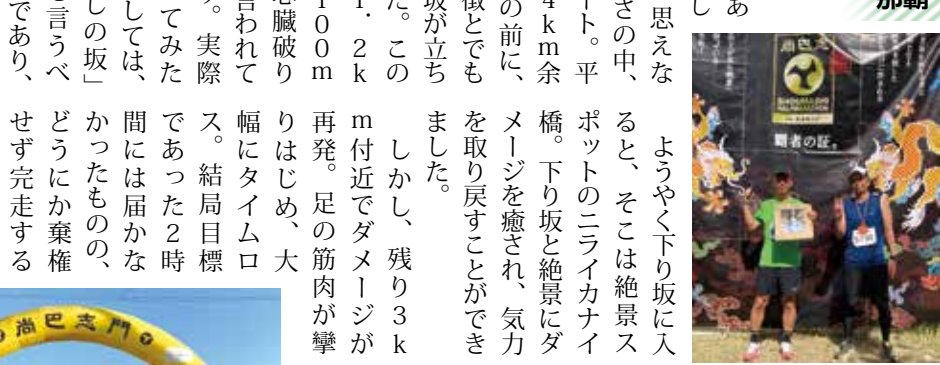 那覇
あ
し
思えな
さの中、
ート。平
4km余
の前に、
徴とでも
坂が立ち
た。この
1.2k
100m
心臓破り
言われて
す。実際
してみた
しては、
しの坂」
も言うべ
であり、
ようやく下り坂に入
ると、そこは絶景ス
ポットのニライカナイ
橋。下り坂と絶景にダ
メージを癒され、気力
を取り戻すことができ
ました。
しかし、残り3k
m付近でダメージが
再発。足の筋肉が攣
りはじめ、大
幅にタイムロ
ス。結局目標
であった2時
間には届かな
かったものの、
どうにか棄権
せず完走する
尚巴志
覇者の証。
尚巴志門